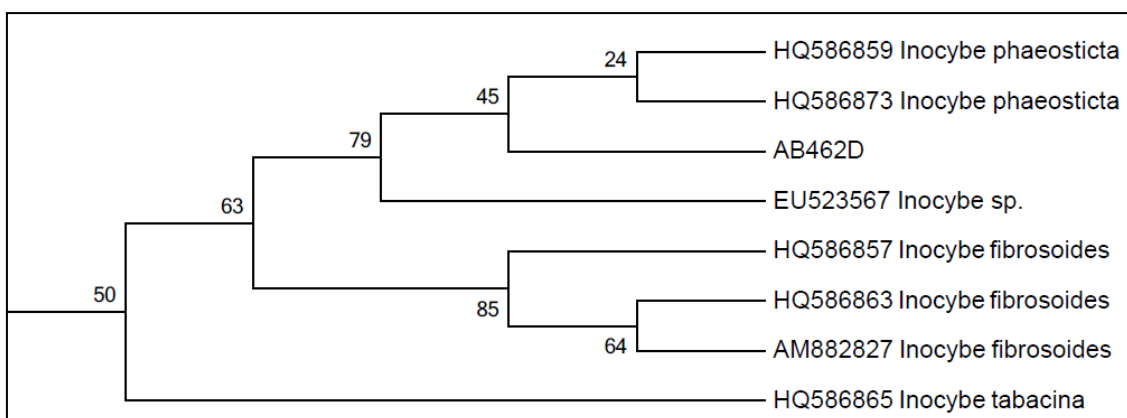 HQ586859 Inocybe phaeosticta
24
HQ586873 Inocybe phaeosticta
45
AB462D
79
EU523567 Inocybe sp.
63
HQ586857 Inocybe fibrosoides
50
85
HQ586863 Inocybe fibrosoides
64
AM882827 Inocybe fibrosoides
HQ586865 Inocybe tabacina